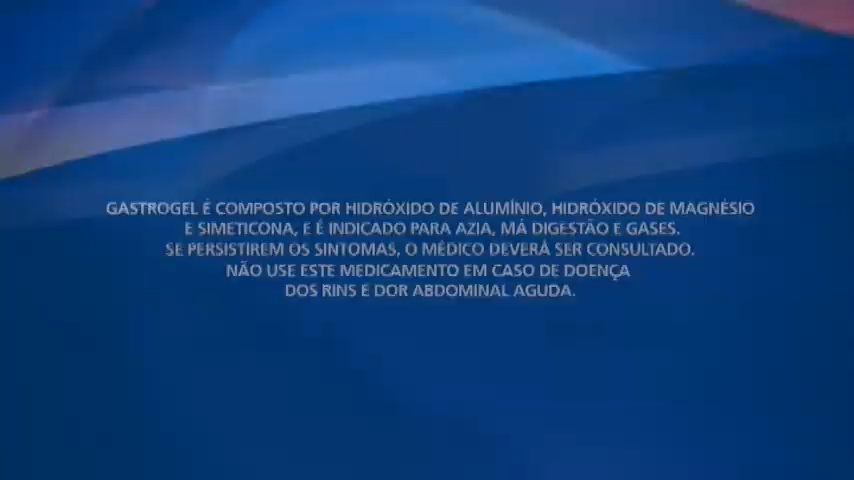 GASTROGEL É COMPOSTO POR HIDRÓXIDO DE ALUMÍNIO, HIDRÓXIDO DE MAGNÉSIO
E SIMETICONA, E É INDICADO PARA AZIA, MÁ DIGESTÃO E GASES.
SE PERSISTIREM OS SINTOMAS, O MÉDICO DEVERÁ SER CONSULTADO.
NÃO USE ESTE MEDICAMENTO EM CASO DE DOENÇA
DOS RINS E DOR ABDOMINAL AGUDA.